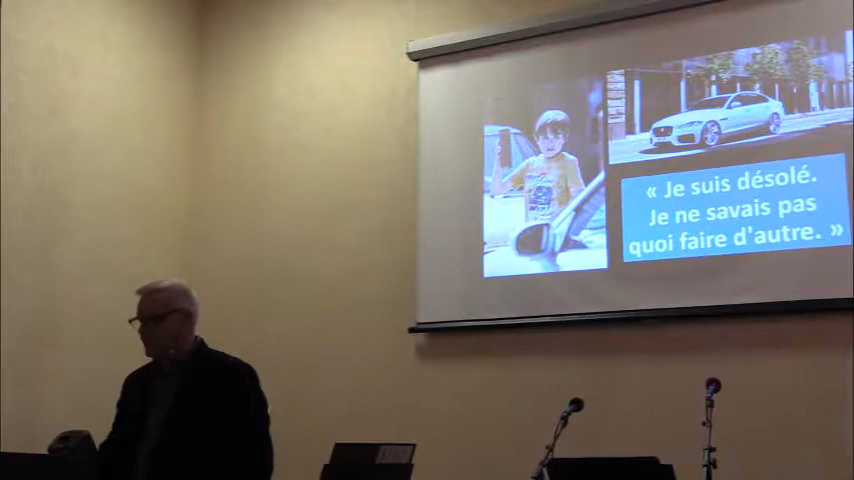 « Je suis désolé.
Je ne savais pas
quoi faire d'autre. »